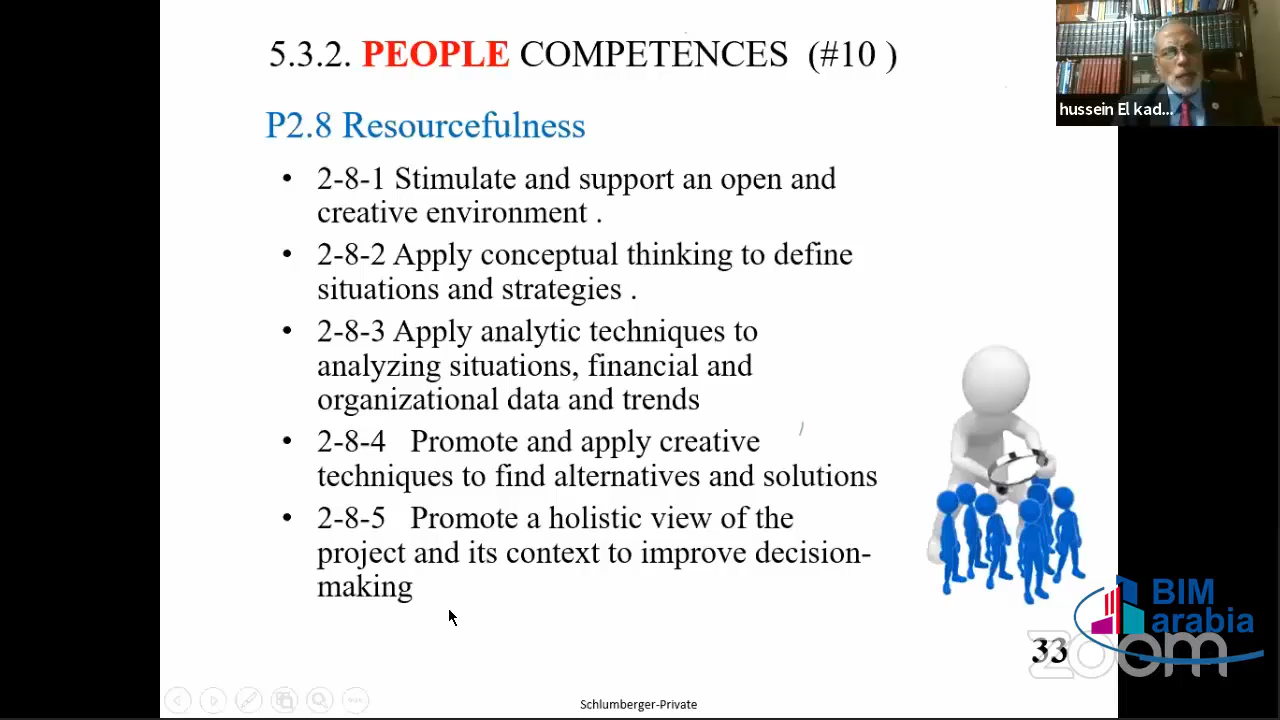 5.3.2. PEOPLE COMPETENCES (#10 )
hussein El kad...
P2.8 Resourcefulness
• 2-8-1 Stimulate and support an open and
creative environment .
• 2-8-2 Apply conceptual thinking to define
situations and strategies .
• 2-8-3 Apply analytic techniques to
analyzing situations, financial and
organizational data and trends
• 2-8-4 Promote and apply creative
techniques to find alternatives and solutions
• 2-8-5 Promote a holistic view of the
project and its context to improve decision-
making
BIM
arabia
33
zoom
Schlumberger-Private